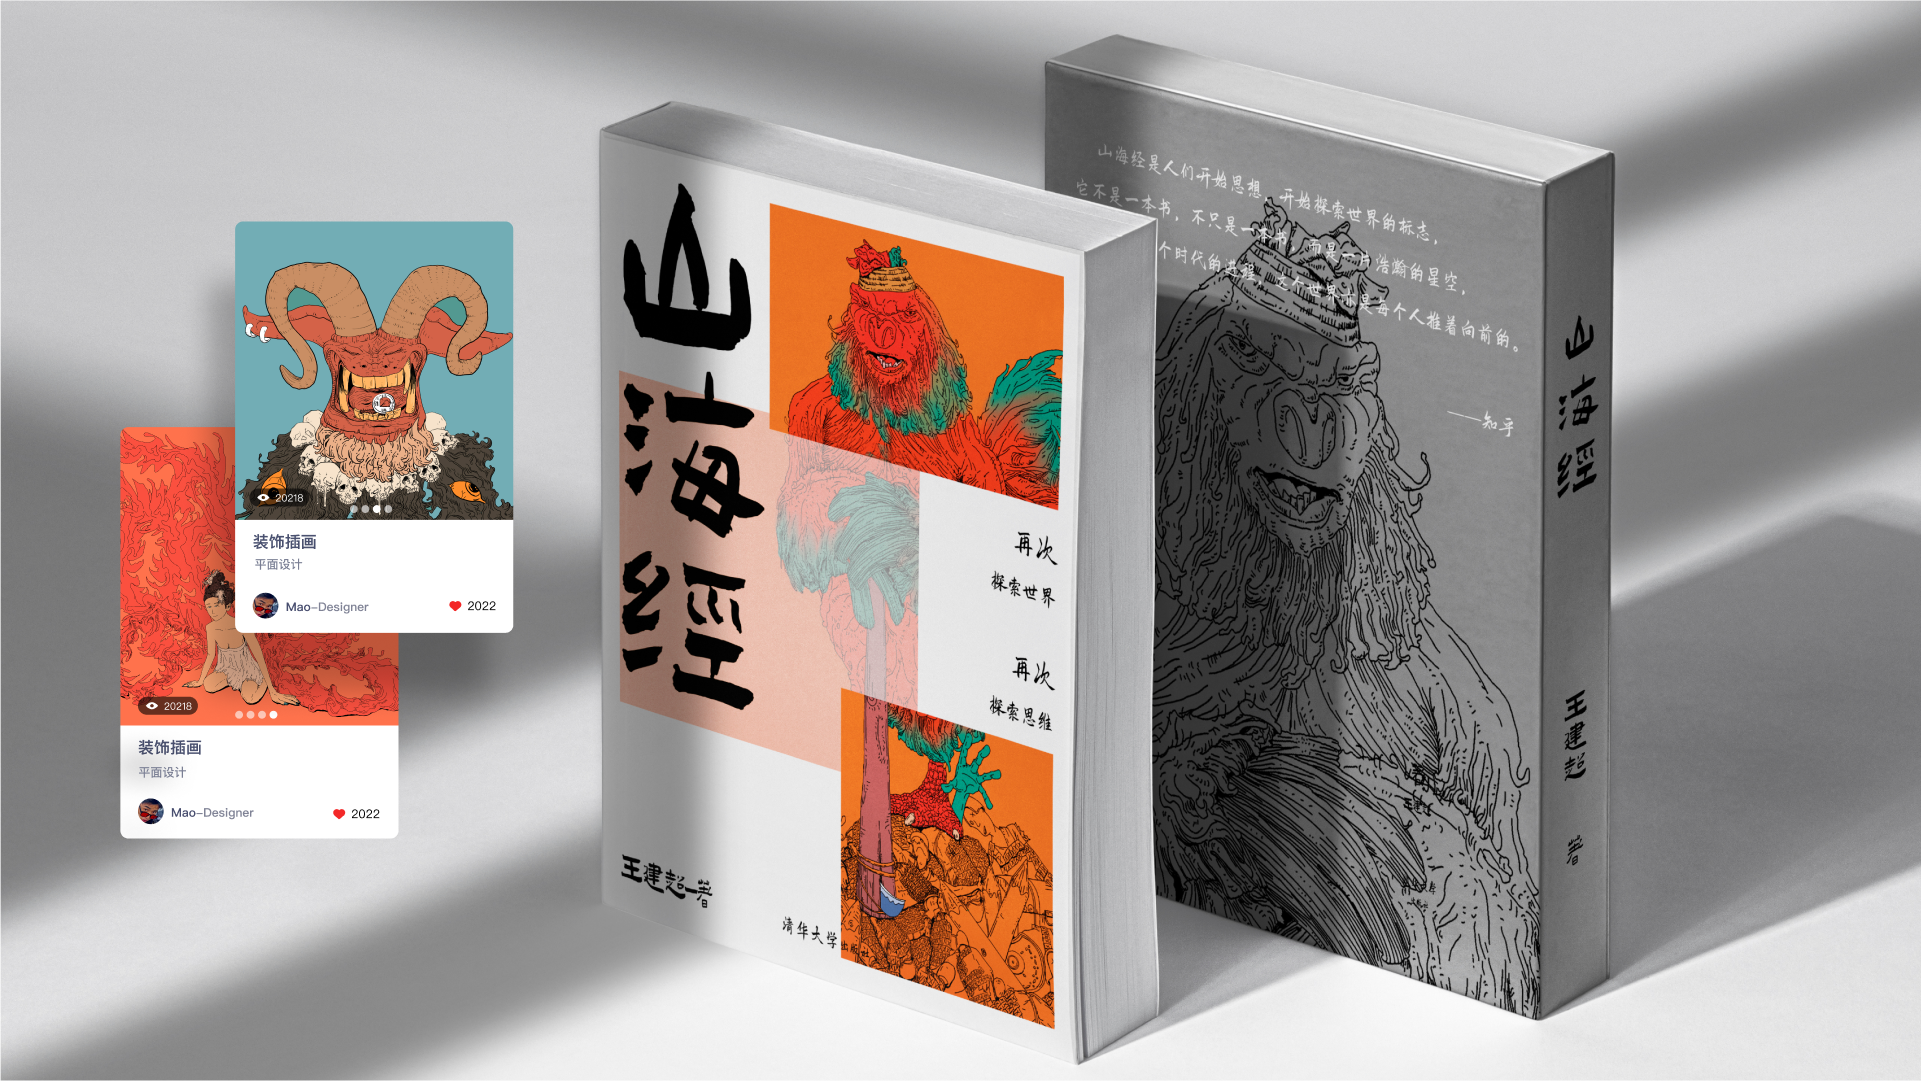 20218
装饰插画
平面设计
Mao-Designer
2022
20218
装饰插画
平面设计
Mao-Designer
2022
山海經
再次
探索世界
再次
探索思维
王建超著
清华大学出版社
山海经是人们开始思想、开始探索世界的标志，
它不是一本书，不只是一本书，而是一片浩瀚的星空，
个时代的进程，这个世界亦是每个人推着向前的。
——知乎
山海經
王建超
著